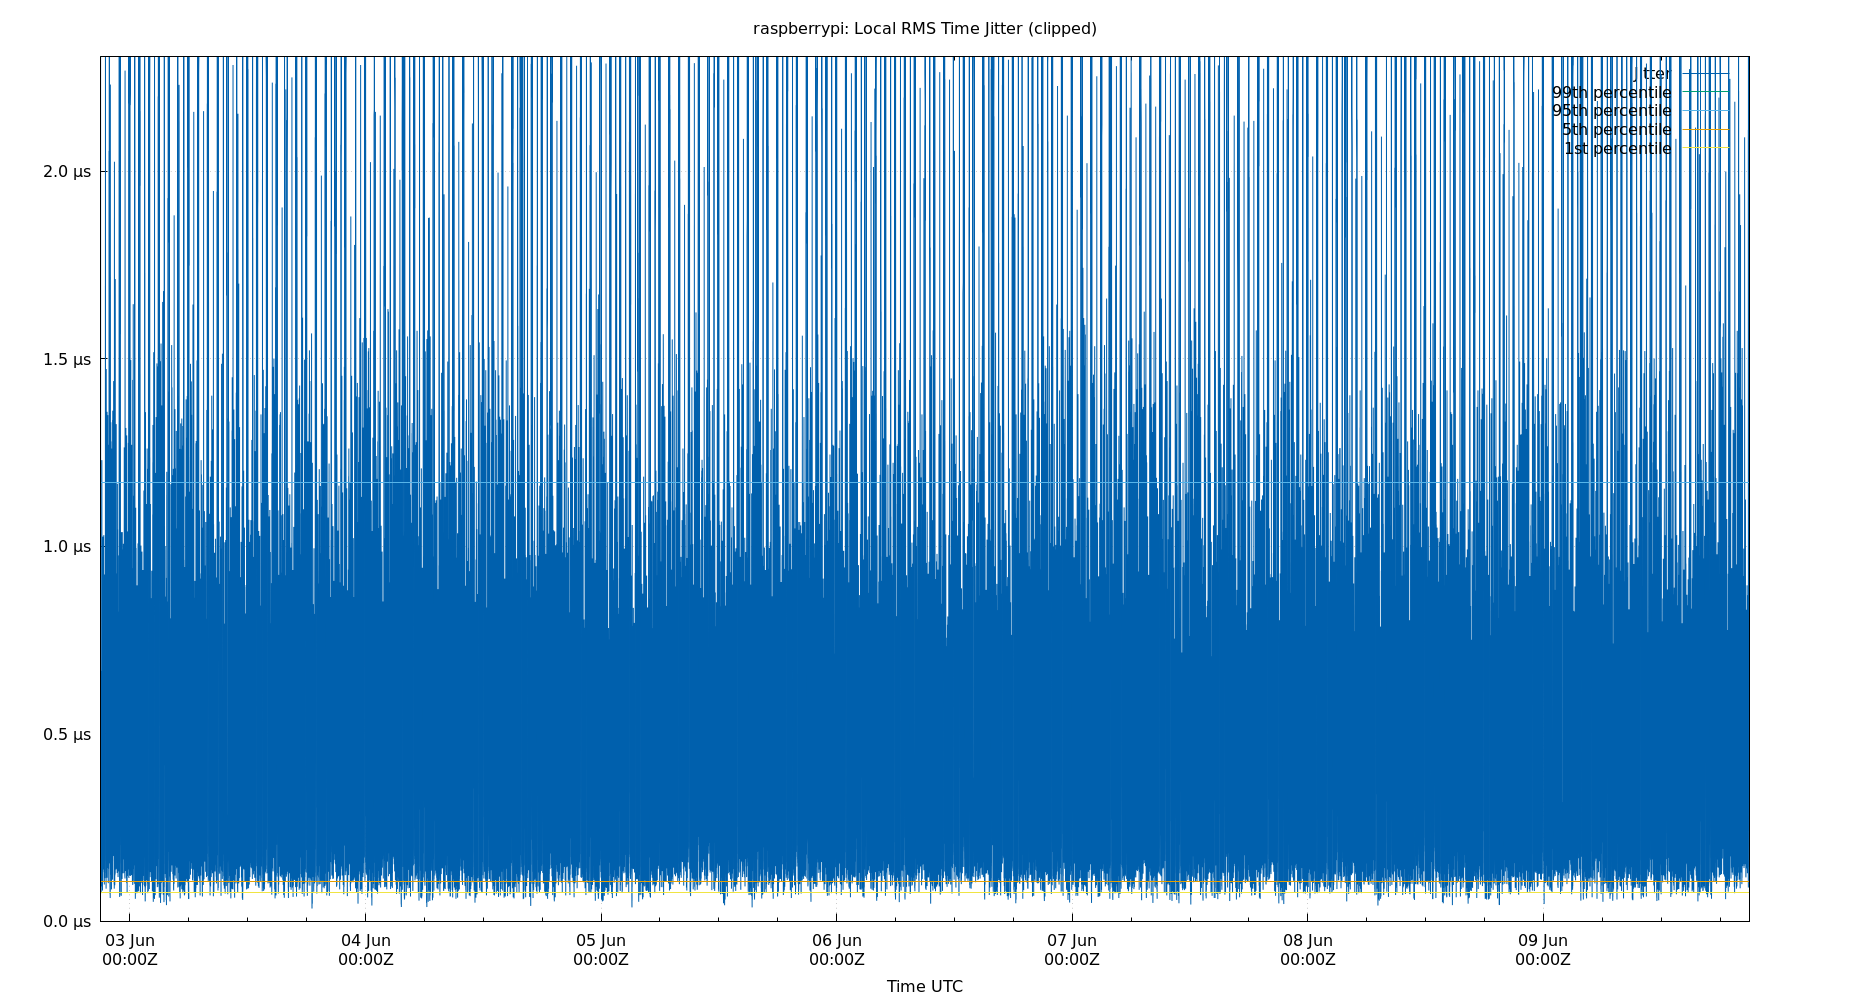 raspberrypi: Local RMS Time Jitter (clipped)
jitter
99th percentile
95th percentile
5th percentile
1st percentile
2.0 µs
1.5 µs
1.0 µs
0.5 µs
0.0 µs
03 Jun 04 Jun 05 Jun 06 Jun 07 Jun 08 Jun 09 Jun
00:00Z 00:00Z 00:00Z 00:00Z 00:00Z 00:00Z 00:00Z
Time UTC